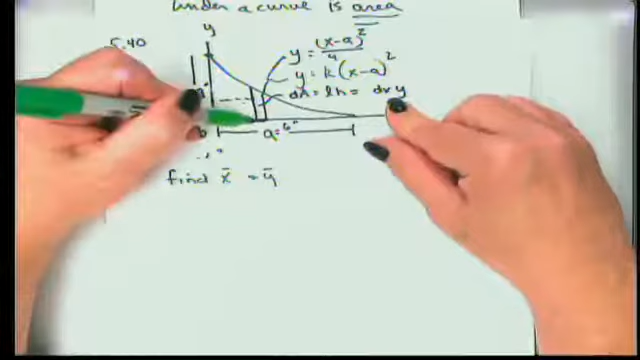 under a curve is area
5.40
y
y = (x-a)²/4
y = k(x-a)²
dA = lh = dx y
b
a=6"
find x̄ = ȳ